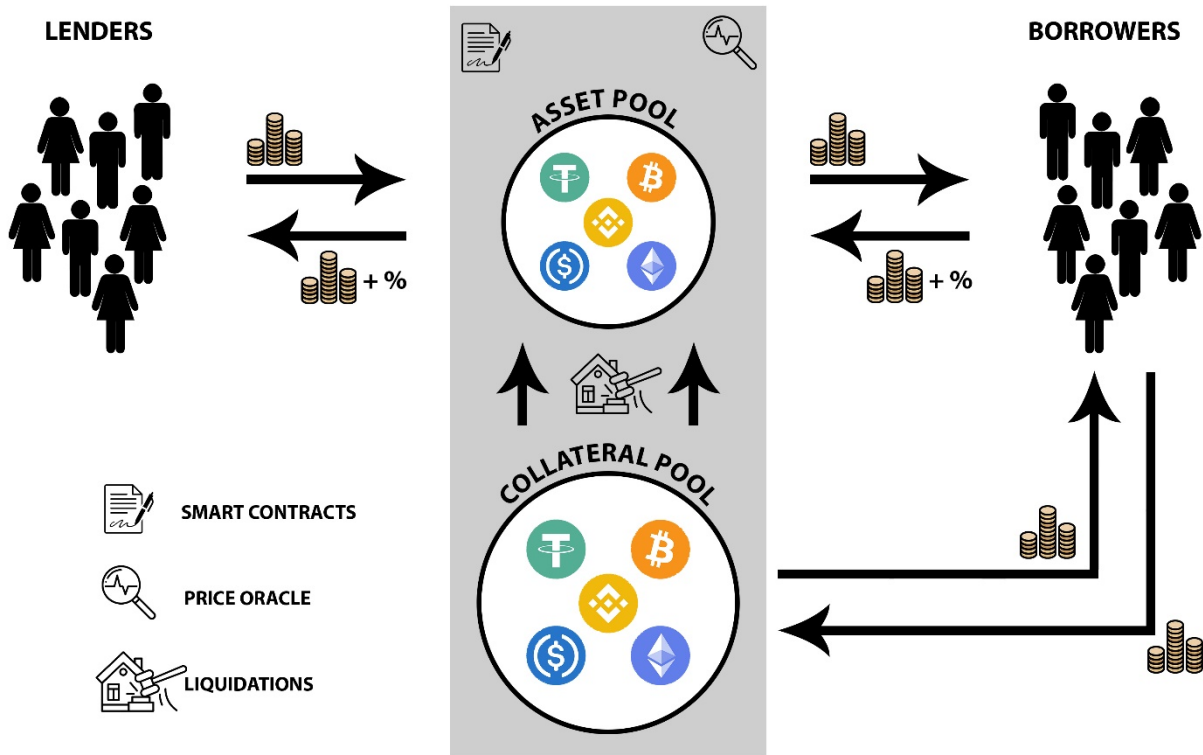 LENDERS
BORROWERS
ASSET POOL
+ %
+ %
COLLATERAL POOL
SMART CONTRACTS
PRICE ORACLE
LIQUIDATIONS